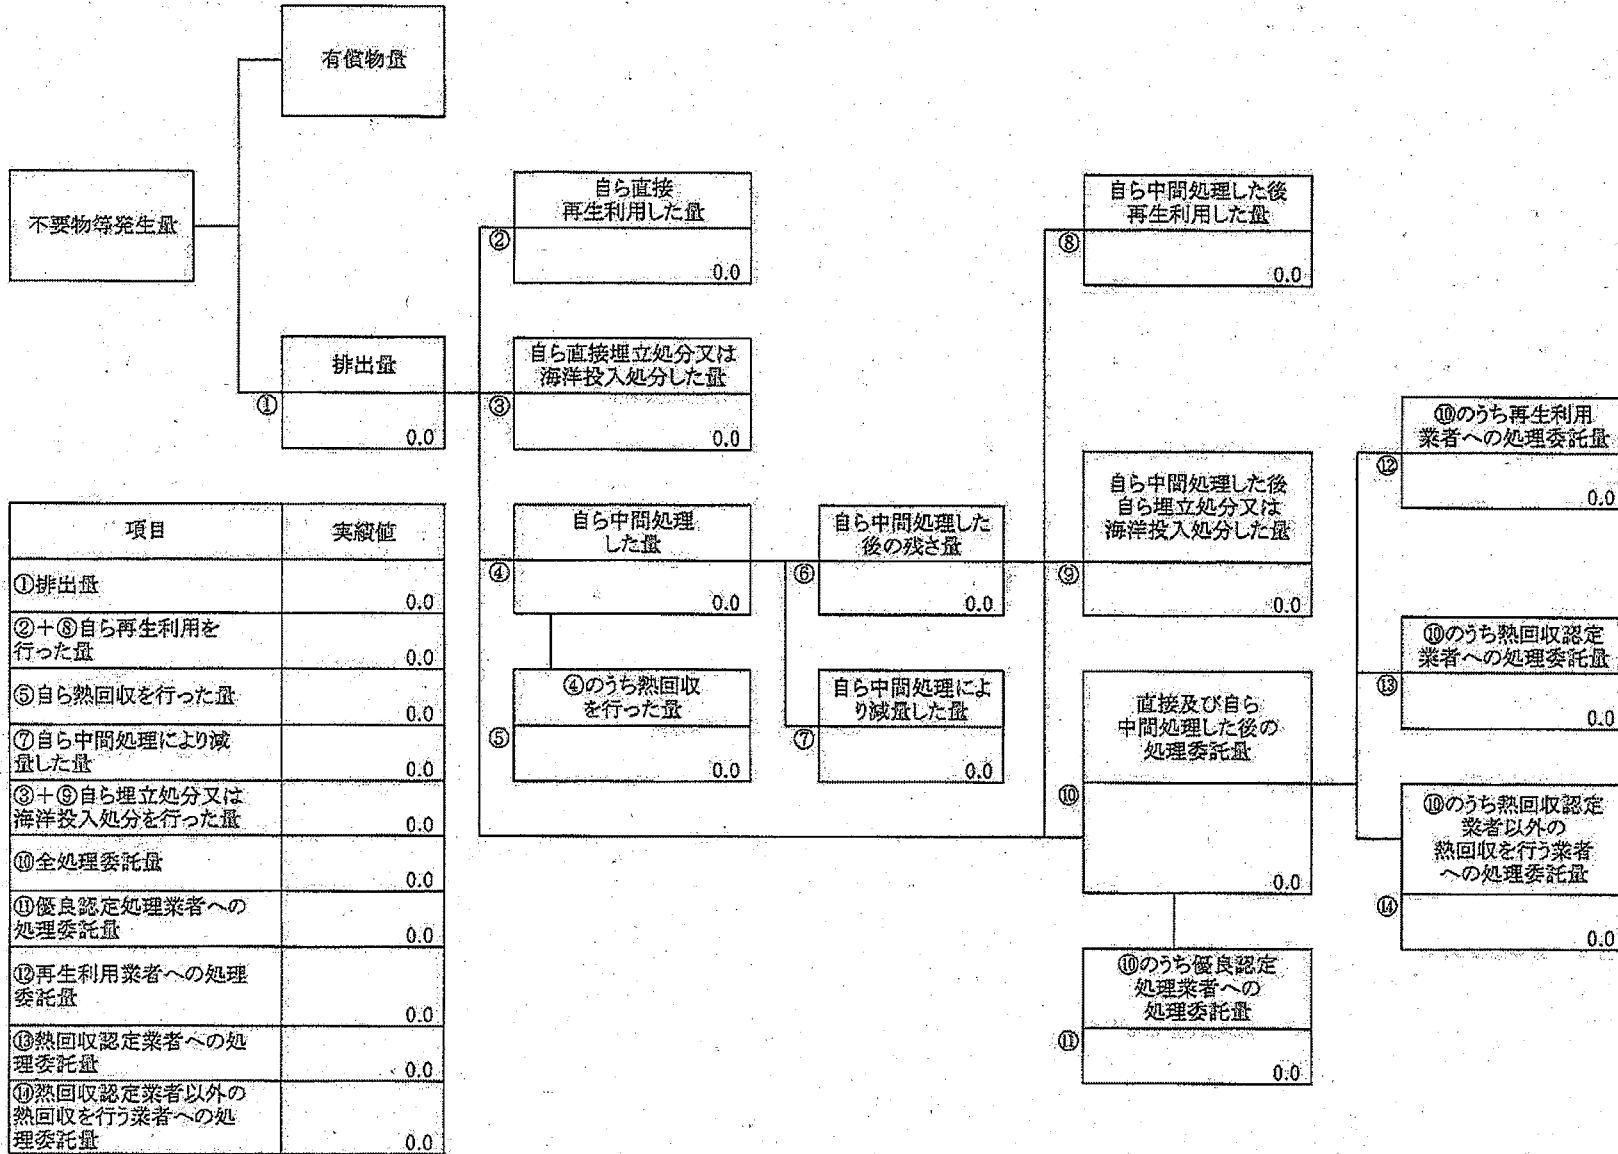 有償物量
不要物等発生量
排出量
①
0.0
自ら直接
再生利用した量
②
0.0
自ら直接埋立処分又は
海洋投入処分した量
③
0.0
自ら中間処理
した量
④
0.0
④のうち熱回収
を行った量
⑤
0.0
自ら中間処理した
後の残さ量
⑥
0.0
自ら中間処理によ
り減量した量
⑦
0.0
自ら中間処理した後
再生利用した量
⑧
0.0
自ら中間処理した後
自ら埋立処分又は
海洋投入処分した量
⑨
0.0
直接及び自ら
中間処理した後の
処理委託量
⑩
0.0
⑩のうち優良認定
処理業者への
処理委託量
⑪
0.0
⑩のうち再生利用
業者への処理委託量
⑫
0.0
⑩のうち熱回収認定
業者への処理委託量
⑬
0.0
⑩のうち熱回収認定
業者以外の
熱回収を行う業者
への処理委託量
⑭
0.0
項目 実績値
①排出量
0.0
②+⑧自ら再生利用を
行った量
0.0
⑤自ら熱回収を行った量
0.0
⑦自ら中間処理により減
量した量
0.0
③+⑨自ら埋立処分又は
海洋投入処分を行った量
0.0
⑩全処理委託量
0.0
⑪優良認定処理業者への
処理委託量
0.0
⑫再生利用業者への処理
委託量
0.0
⑬熱回収認定業者への処
理委託量
0.0
⑭熱回収認定業者以外の
熱回収を行う業者への処
理委託量
0.0